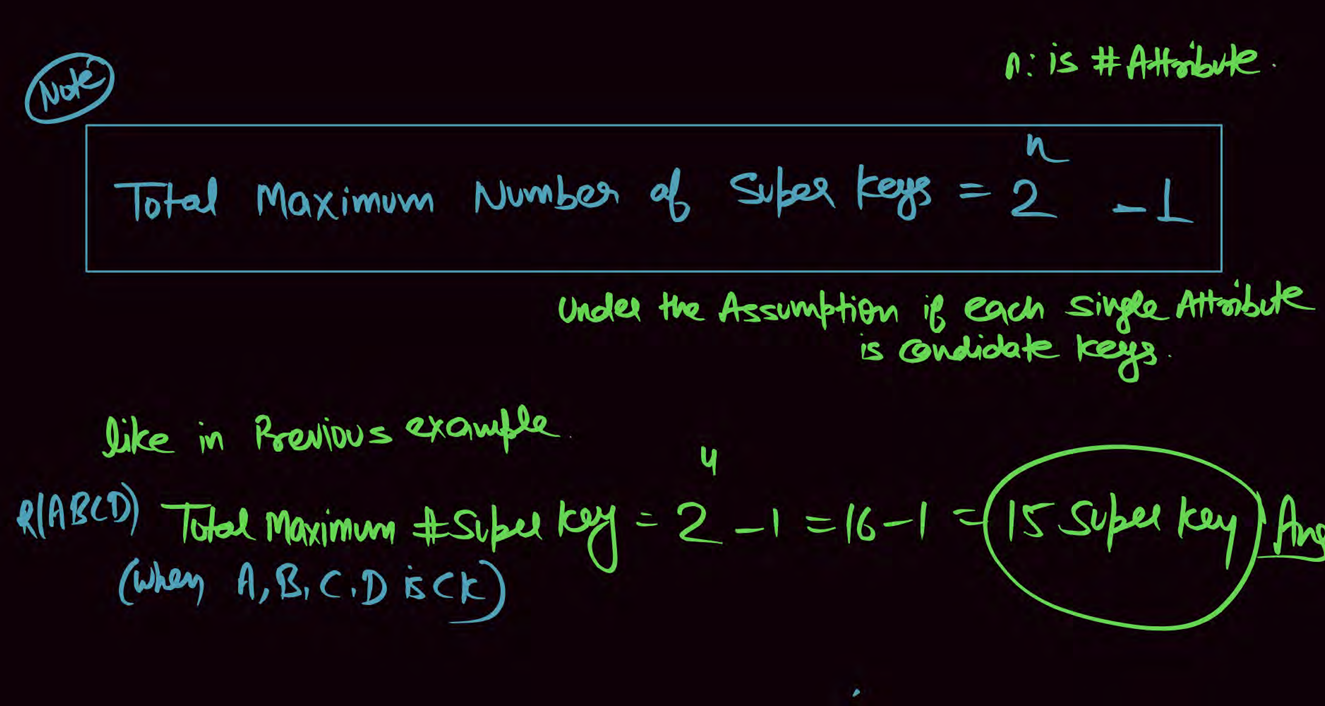 Note
n: is #Attribute.
Total Maximum Number of Super keys = 2^n - 1
Under the Assumption if each single Attribute
is Candidate keys.
like in Previous example.
R(ABCD) Total Maximum #Super key = 2^4 - 1 = 16 - 1 = 15 Super key Ans
(when A, B, C, D is CK)